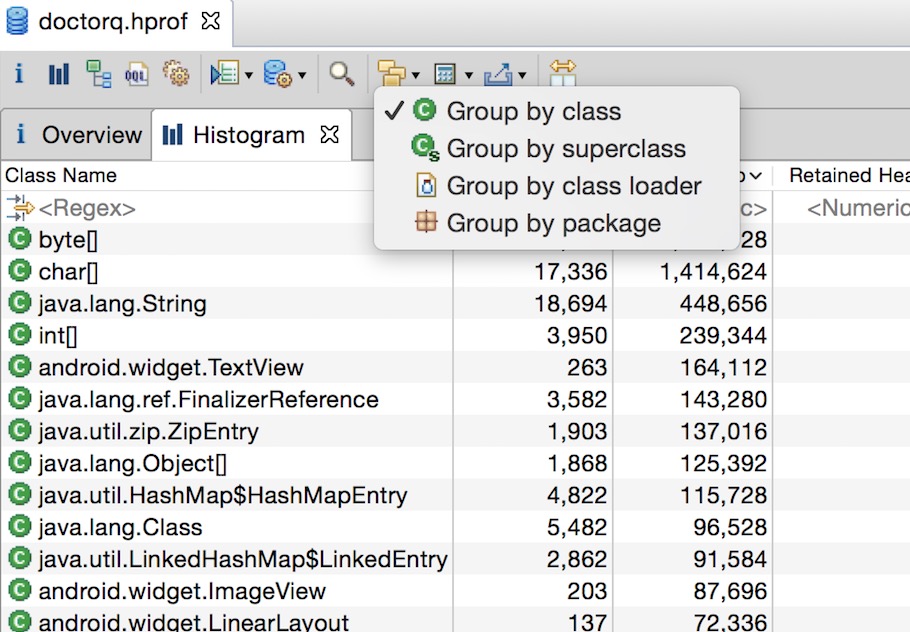 doctorq.hprof
i OQL
Group by class
Group by superclass
Group by class loader
Group by package
i Overview Histogram
Class Name Retained Hea
<Regex> c> <Numeric
byte[] 28
char[] 17,336 1,414,624
java.lang.String 18,694 448,656
int[] 3,950 239,344
android.widget.TextView 263 164,112
java.lang.ref.FinalizerReference 3,582 143,280
java.util.zip.ZipEntry 1,903 137,016
java.lang.Object[] 1,868 125,392
java.util.HashMap$HashMapEntry 4,822 115,728
java.lang.Class 5,482 96,528
java.util.LinkedHashMap$LinkedEntry 2,862 91,584
android.widget.ImageView 203 87,696
android.widget.LinearLayout 137 72,336